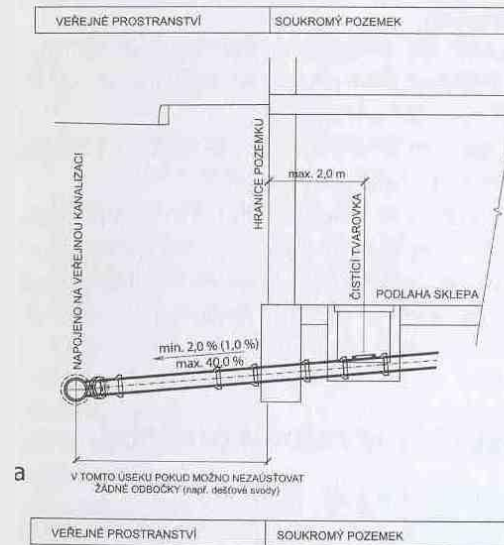 VEŘEJNÉ PROSTRANSTVÍ
SOUKROMÝ POZEMEK
NAPOJENO NA VEŘEJNOU KANALIZACI
HRANICE POZEMKU
max. 2,0 m
ČISTÍCÍ TVAROVKA
PODLAHA SKLEPA
min. 2,0 % (1,0 %)
max. 40,0 %
a
V TOMTO ÚSEKU POKUD MOŽNO NEZAÚSŤOVAT
ŽÁDNÉ ODBOČKY (např. dešťové svody)
VEŘEJNÉ PROSTRANSTVÍ
SOUKROMÝ POZEMEK